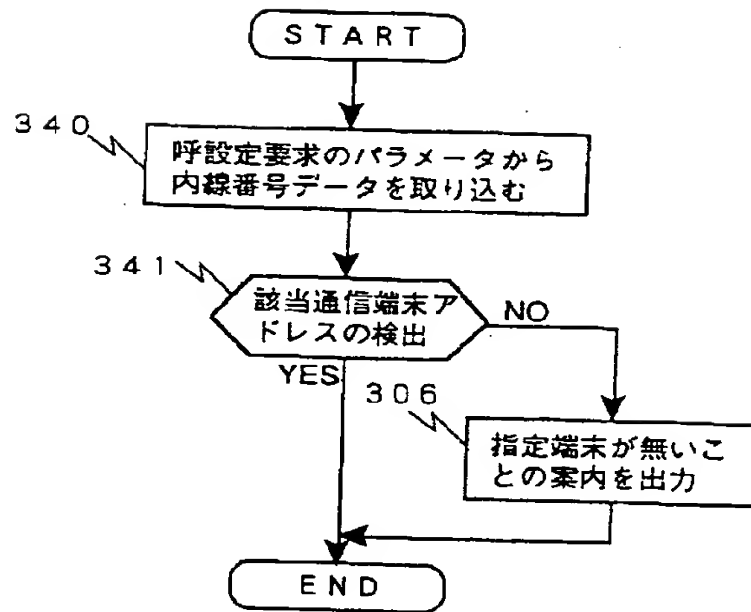 START
340
呼設定要求のパラメータから
内線番号データを取り込む
341
該当通信端末ア
ドレスの検出
NO
YES
306
指定端末が無いこ
との案内を出力
END